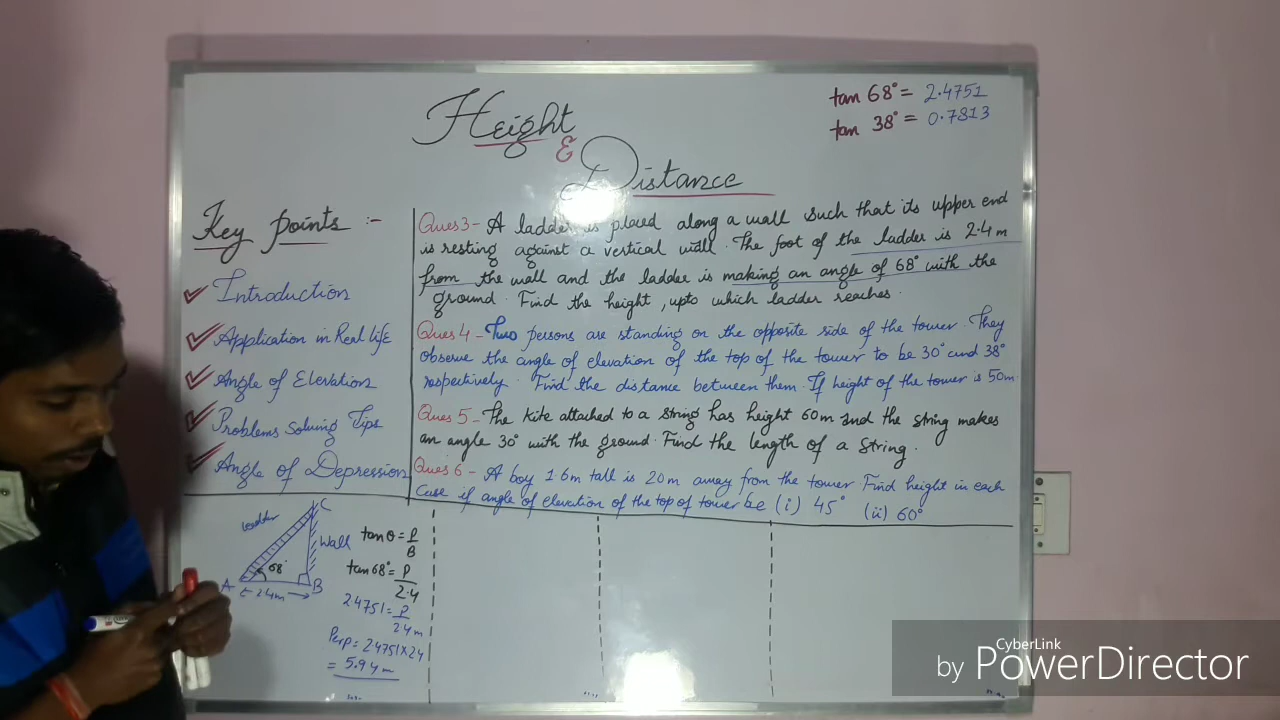 Height
&
Distance
tan 68° = 2.4751
tan 38° = 0.7813
Key points :-
Introduction
Application in Real life
Angle of Elevation
Problems Solving Tips
Angle of Depression
Ques 3 - A ladder is placed along a wall such that its upper end
is resting against a vertical wall. The foot of the ladder is 2.4 m
from the wall and the ladder is making an angle of 68° with the
ground. Find the height, upto which ladder reaches.
Ques 4 - Two persons are standing on the opposite side of the tower. They
observe the angle of elevation of the top of the tower to be 30° and 38°
respectively. Find the distance between them. If height of the tower is 50m.
Ques 5 - The kite attached to a string has height 60m and the string makes
an angle 30° with the ground. Find the length of a string.
Ques 6 - A boy 1.6m tall is 20m away from the tower Find height in each
Case if angle of elevation of the top of tower be (i) 45° (ii) 60°
Ladder
C
Wall
68°
A
B
2.4m
tanθ = P/B
tan68° = P/2.4
2.4751 = P/2.4m
Perp = 2.4751×2.4
= 5.94m
CyberLink
by PowerDirector